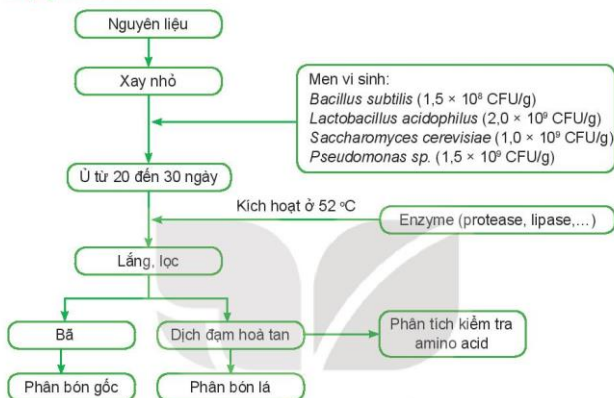 Nguyên liệu
Xay nhỏ
Men vi sinh:
Bacillus subtilis (1,5 × 10⁸ CFU/g)
Lactobacillus acidophilus (2,0 × 10⁹ CFU/g)
Saccharomyces cerevisiae (1,0 × 10⁹ CFU/g)
Pseudomonas sp. (1,5 × 10⁹ CFU/g)
Ủ từ 20 đến 30 ngày
Kích hoạt ở 52 °C
Enzyme (protease, lipase,…)
Lắng, lọc
Bã
Dịch đạm hoà tan
Phân tích kiểm tra
amino acid
Phân bón gốc
Phân bón lá